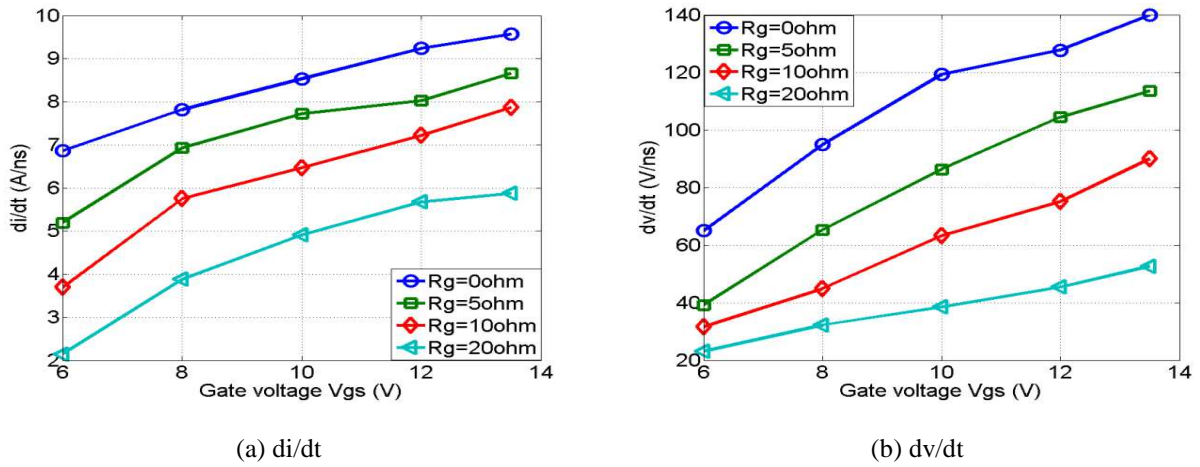 10
9
8
7
6
5
4
3
2
6
8
10
12
14
di/dt (A/ns)
Gate voltage Vgs (V)
Rg=0ohm
Rg=5ohm
Rg=10ohm
Rg=20ohm
(a) di/dt
140
120
100
80
60
40
20
6
8
10
12
14
dv/dt (V/ns)
Gate voltage Vgs (V)
Rg=0ohm
Rg=5ohm
Rg=10ohm
Rg=20ohm
(b) dv/dt